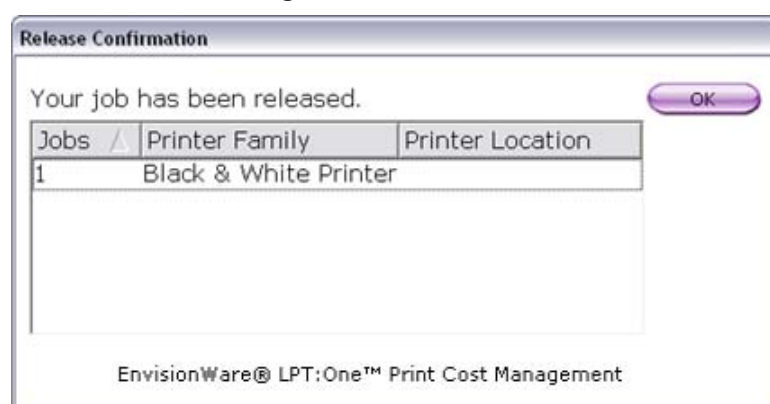 Release Confirmation
Your job has been released.
OK
Jobs Printer Family Printer Location
1 Black & White Printer
EnvisionWare® LPT:One™ Print Cost Management